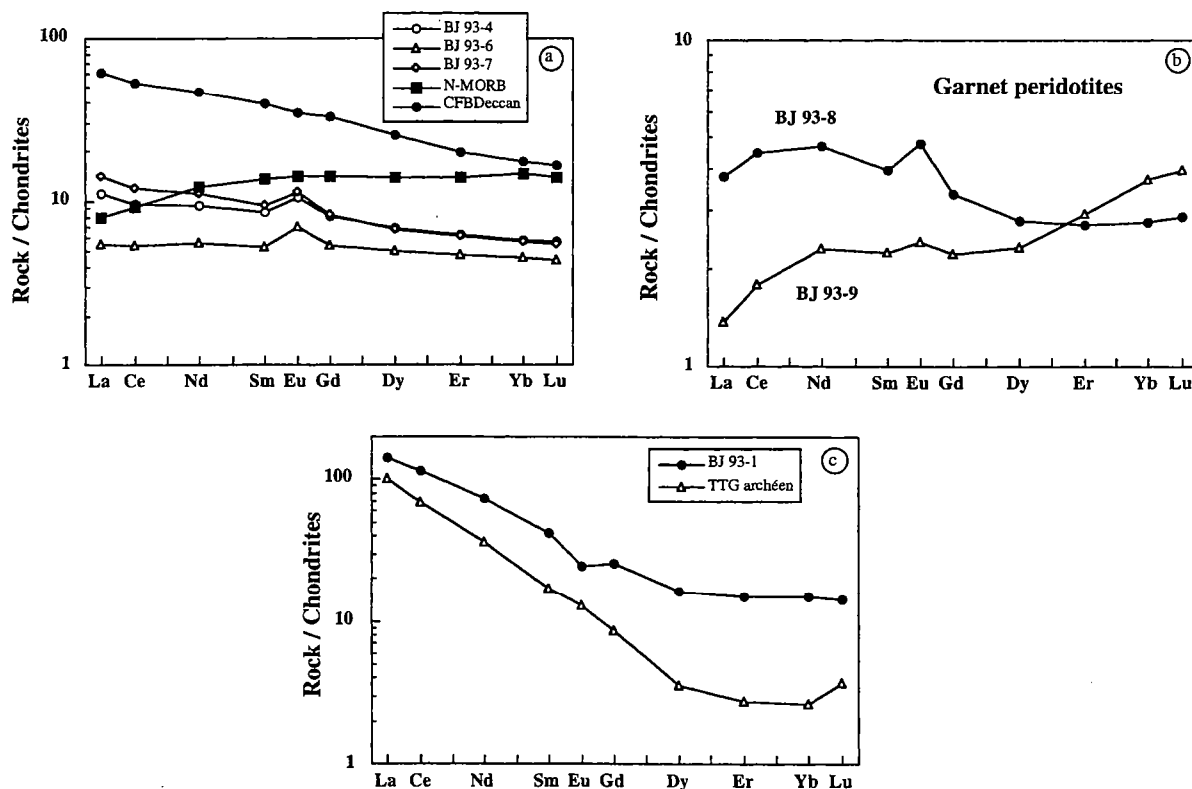 100
10
1
Rock / Chondrites
BJ 93-4
BJ 93-6
BJ 93-7
N-MORB
CFBDeccan
a
La Ce Nd Sm Eu Gd Dy Er Yb Lu
10
1
Rock / Chondrites
b
Garnet peridotites
BJ 93-8
BJ 93-9
La Ce Nd Sm Eu Gd Dy Er Yb Lu
100
10
1
Rock / Chondrites
BJ 93-1
TTG archéen
c
La Ce Nd Sm Eu Gd Dy Er Yb Lu